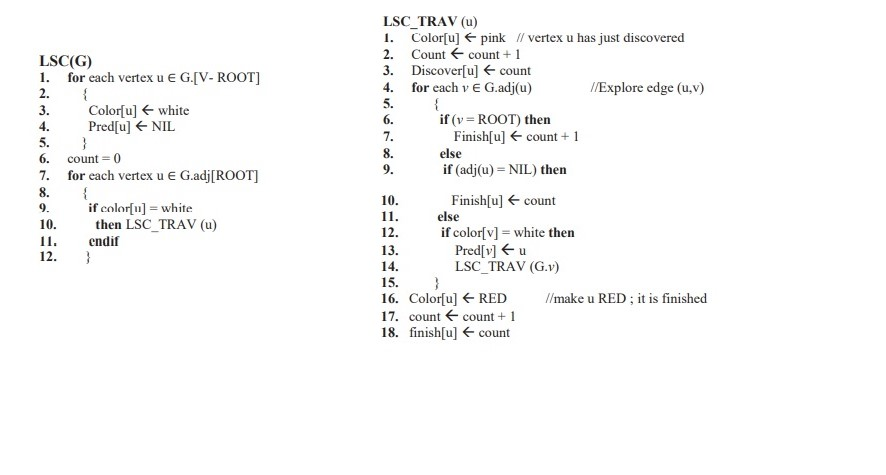 LSC(G)
1. for each vertex u ∈ G.[V- ROOT]
2. {
3. Color[u] ← white
4. Pred[u] ← NIL
5. }
6. count = 0
7. for each vertex u ∈ G.adj[ROOT]
8. {
9. if color[u] = white
10. then LSC_TRAV (u)
11. endif
12. }
LSC_TRAV (u)
1. Color[u] ← pink // vertex u has just discovered
2. Count ← count + 1
3. Discover[u] ← count
4. for each v ∈ G.adj(u) //Explore edge (u,v)
5. {
6. if (v = ROOT) then
7. Finish[u] ← count + 1
8. else
9. if (adj(u) = NIL) then
10. Finish[u] ← count
11. else
12. if color[v] = white then
13. Pred[v] ← u
14. LSC_TRAV (G.v)
15. }
16. Color[u] ← RED //make u RED ; it is finished
17. count ← count + 1
18. finish[u] ← count